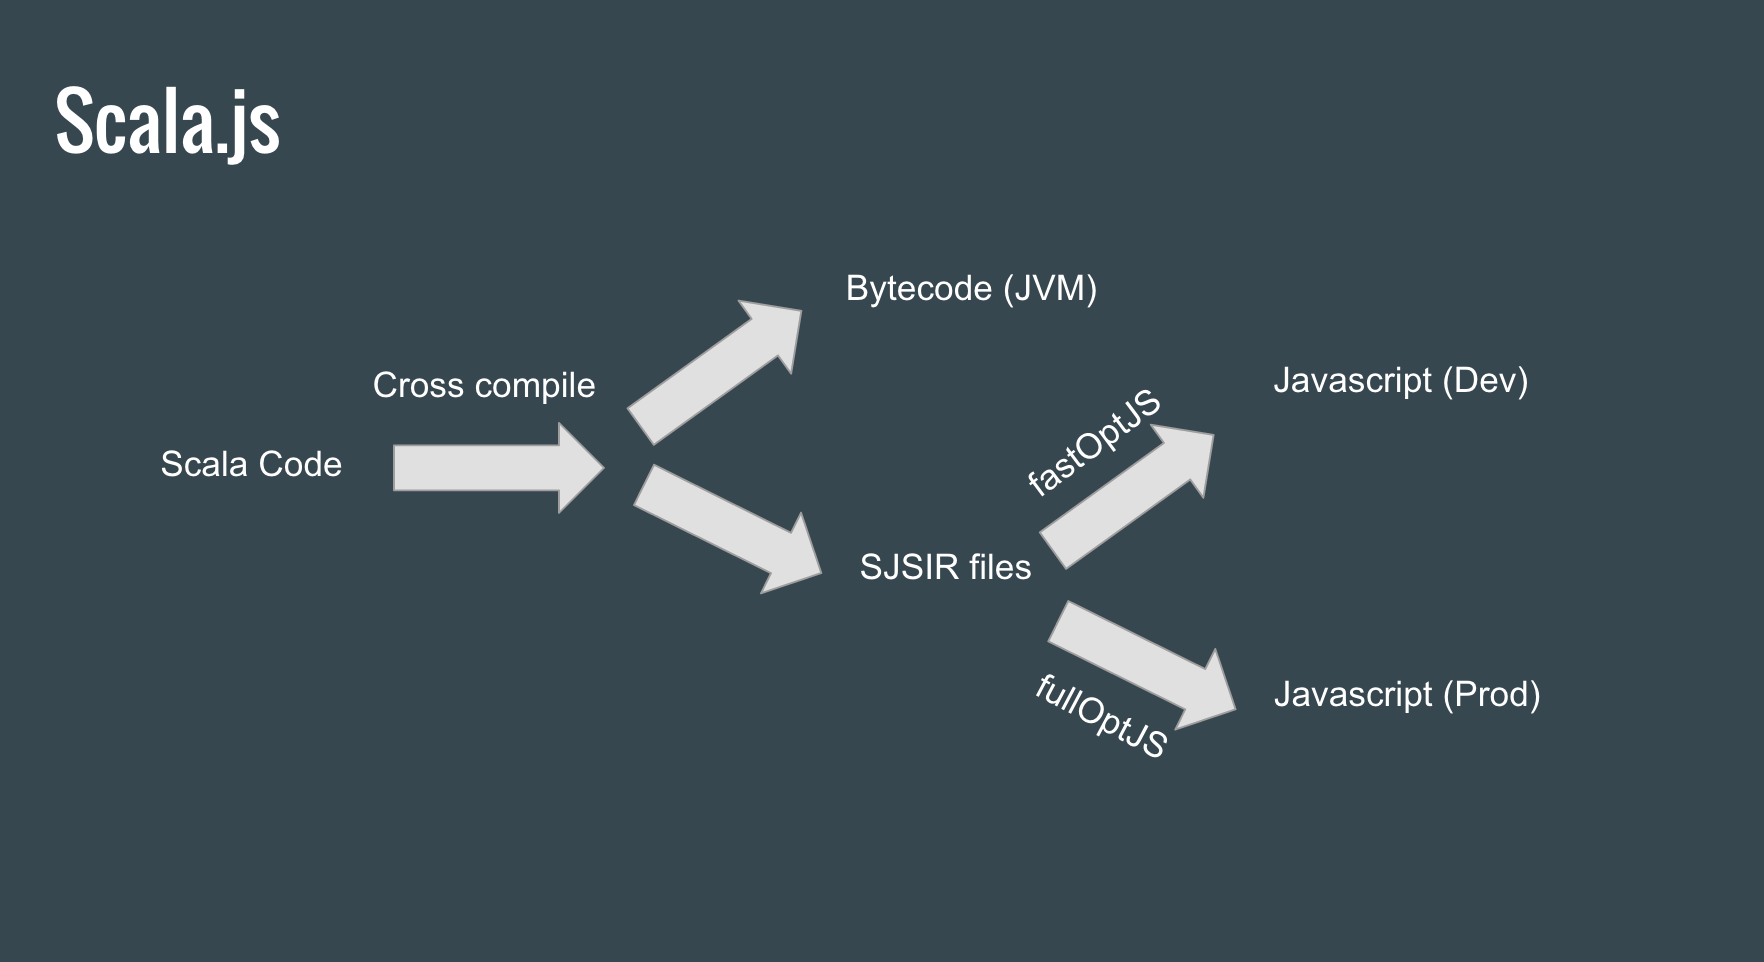 Scala.js
Bytecode (JVM)
Cross compile
Javascript (Dev)
fastOptJS
Scala Code
SJSIR files
fullOptJS
Javascript (Prod)